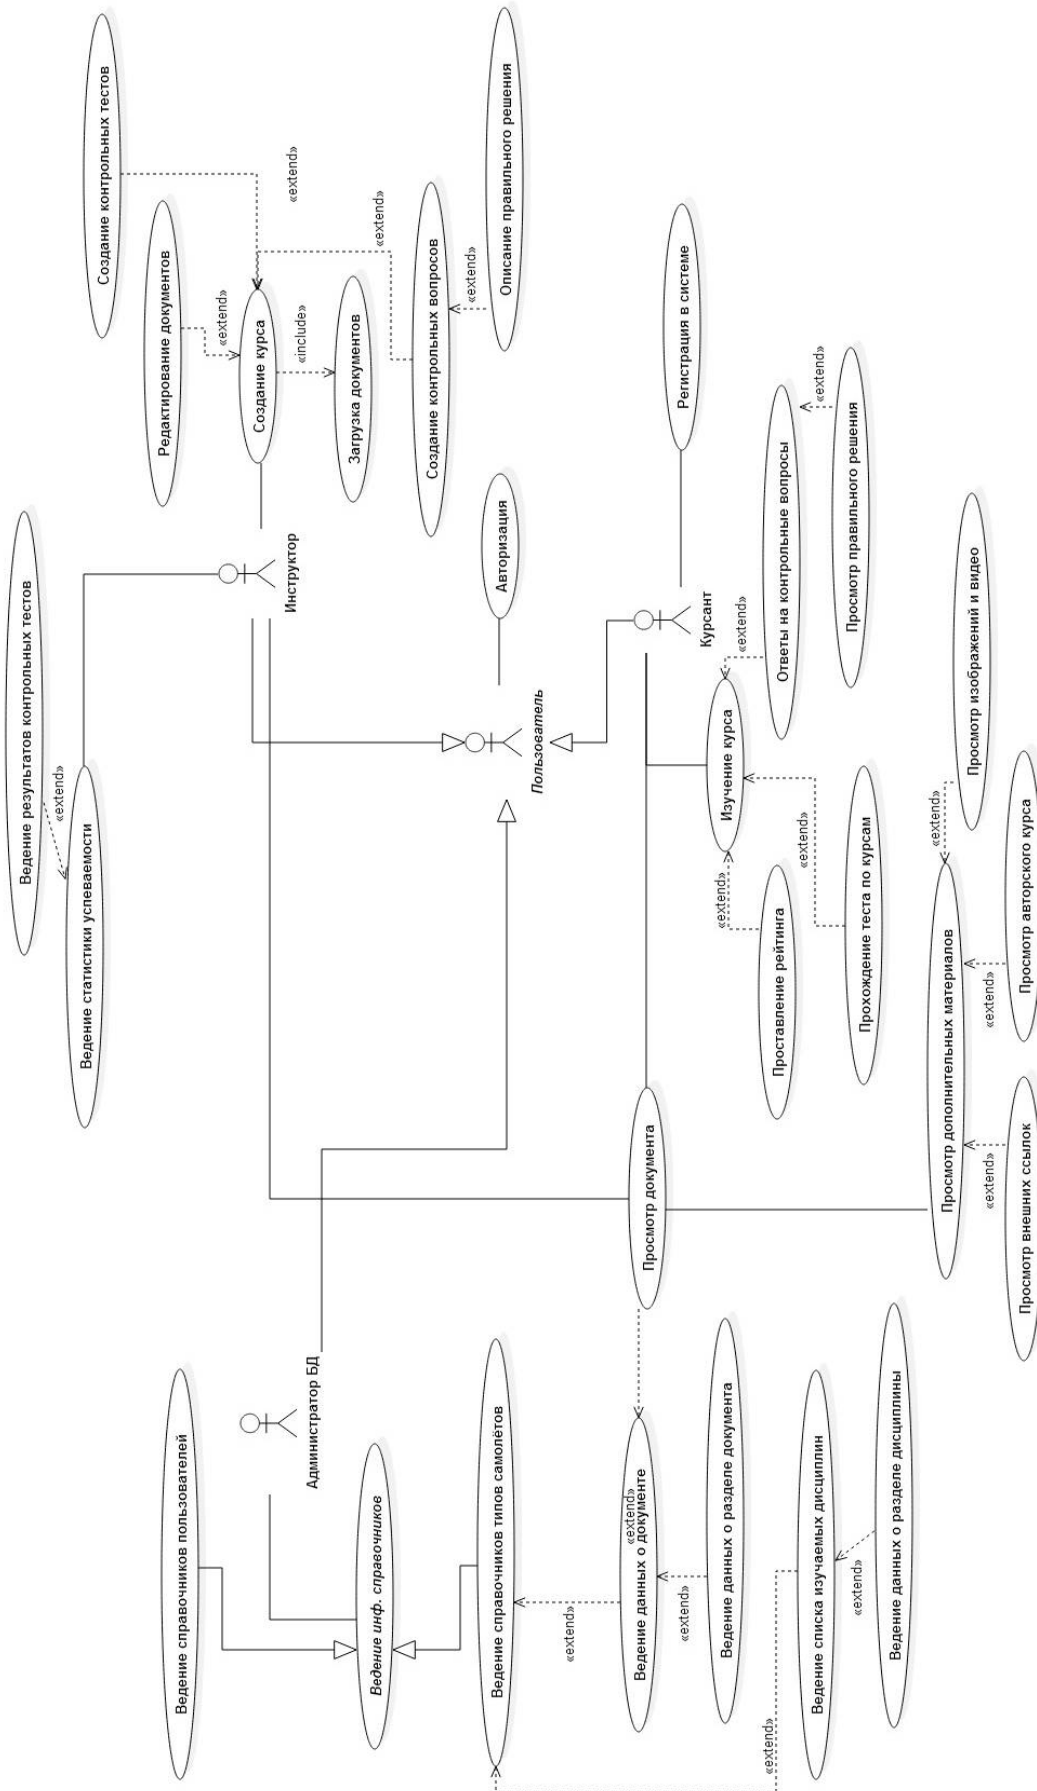 Ведение результатов контрольных тестов
«extend»
Ведение статистики успеваемости
Создание контрольных тестов
Редактирование документов
Ведение справочников пользователей
«extend»
Создание курса
Инструктор
«extend»
«include»
Администратор БД
Загрузка документов
Ведение инф. справочников
«extend»
Создание контрольных вопросов
«extend»
Ведение справочников типов самолётов
Авторизация
Описание правильного решения
Пользователь
«extend»
«extend»
Ведение данных о документе
Просмотр документа
Регистрация в системе
«extend»
Курсант
«extend»
Изучение курса
Ведение данных о разделе документа
«extend»
«extend»
Проставление рейтинга
Ответы на контрольные вопросы
«extend»
«extend»
Ведение списка изучаемых дисциплин
Просмотр правильного решения
«extend»
Прохождение теста по курсам
Ведение данных о разделе дисциплины
«extend»
Просмотр дополнительных материалов
Просмотр изображений и видео
«extend»
«extend»
Просмотр внешних ссылок
Просмотр авторского курса